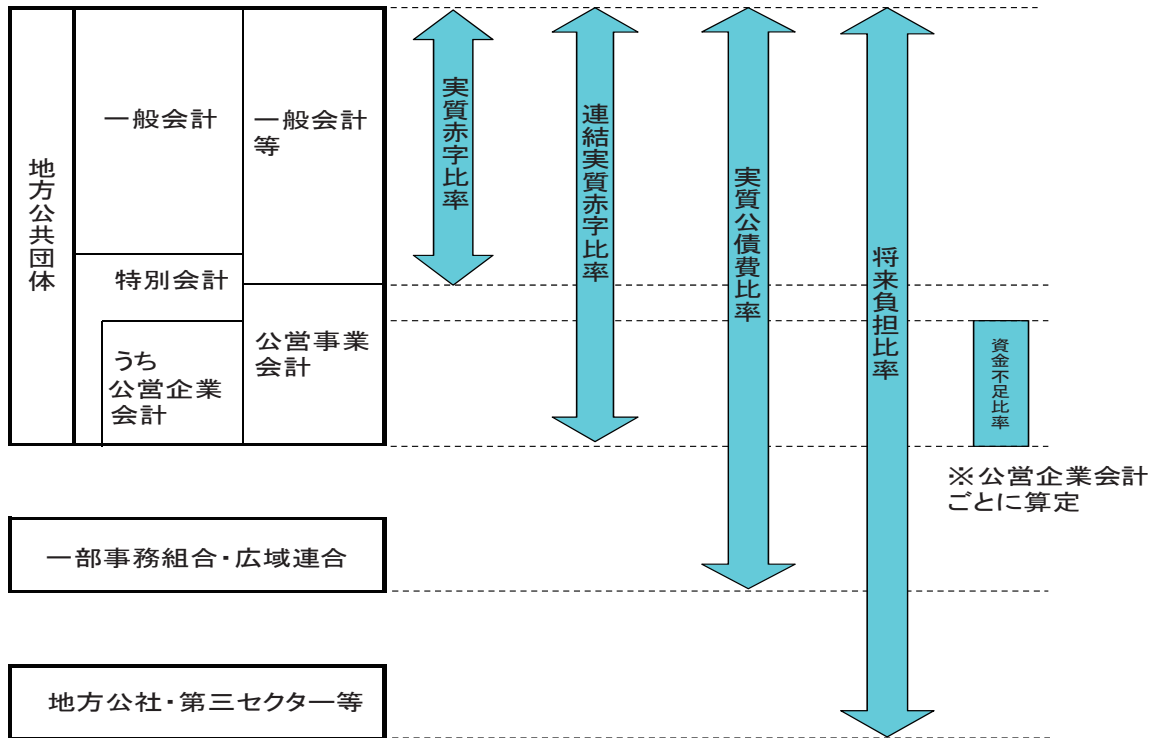 地方公共団体
一般会計
一般会計
等
特別会計
うち
公営企業
会計
公営事業
会計
実質赤字比率
連結実質赤字比率
実質公債費比率
将来負担比率
資金不足比率
※公営企業会計
ごとに算定
一部事務組合・広域連合
地方公社・第三セクター等